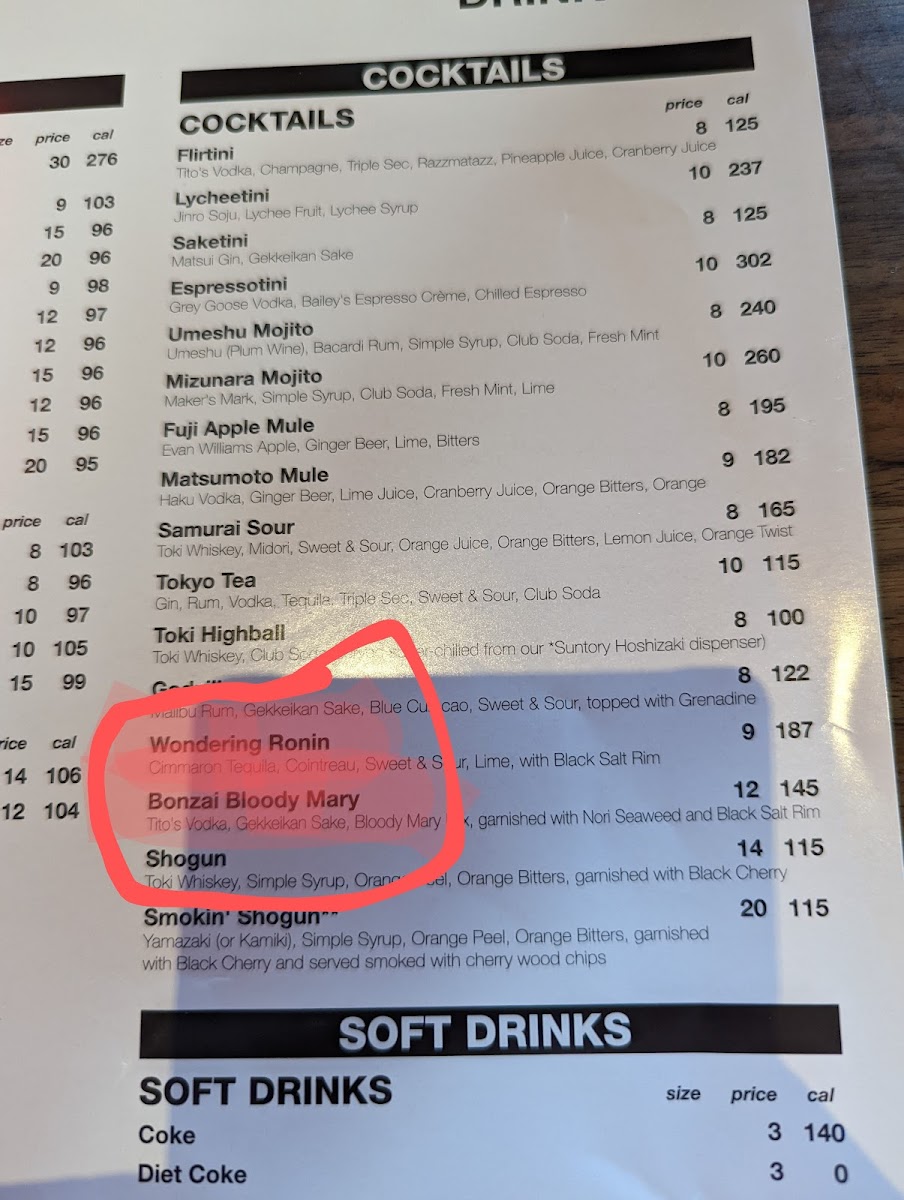 price cal
30 276
9 103
15 96
20 96
9 98
12 97
12 96
15 96
12 96
15 96
20 95
price cal
8 103
8 96
10 97
10 105
15 99
cal
14 106
12 104
COCKTAILS
COCKTAILS price cal
Flirtini 8 125
Tito's Vodka, Champagne, Triple Sec, Razzmatazz, Pineapple Juice, Cranberry Juice
Lycheetini 10 237
Jinro Soju, Lychee Fruit, Lychee Syrup
Saketini 8 125
Matsui Gin, Gekkeikan Sake
Espressotini 10 302
Grey Goose Vodka, Bailey's Espresso Crème, Chilled Espresso
Umeshu Mojito 8 240
Umeshu (Plum Wine), Bacardi Rum, Simple Syrup, Club Soda, Fresh Mint
Mizunara Mojito 10 260
Maker's Mark, Simple Syrup, Club Soda, Fresh Mint, Lime
Fuji Apple Mule 8 195
Evan Williams Apple, Ginger Beer, Lime, Bitters
Matsumoto Mule 9 182
Haku Vodka, Ginger Beer, Lime Juice, Cranberry Juice, Orange Bitters, Orange
Samurai Sour 8 165
Toki Whiskey, Midori, Sweet & Sour, Orange Juice, Orange Bitters, Lemon Juice, Orange Twist
Tokyo Tea 10 115
Gin, Rum, Vodka, Tequila, Triple Sec, Sweet & Sour, Club Soda
Toki Highball 8 100
Toki Whiskey, Club from our *Suntory Hoshizaki dispenser)
8 122
Malibu Rum, Gekkeikan Sake, Blue Curacao, Sweet & Sour, topped with Grenadine
Wondering Ronin 9 187
Cimmaron Tequila, Cointreau, Sweet & Sour, Lime, with Black Salt Rim
Bonzai Bloody Mary 12 145
Tito's Vodka, Gekkeikan Sake, Bloody Mary garnished with Nori Seaweed and Black Salt Rim
Shogun 14 115
Toki Whiskey, Simple Syrup, Orange Peel, Orange Bitters, garnished with Black Cherry
Smokin' Shogun** 20 115
Yamazaki (or Kamiki), Simple Syrup, Orange Peel, Orange Bitters, garnished
with Black Cherry and served smoked with cherry wood chips
SOFT DRINKS
SOFT DRINKS size price cal
Coke 3 140
Diet Coke 3 0